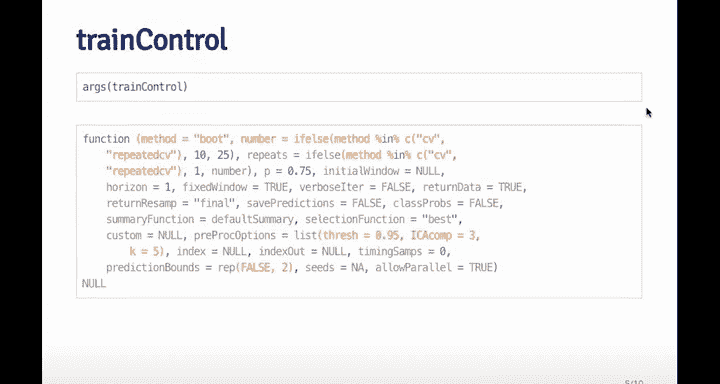 trainControl
args(trainControl)
function (method = "boot", number = ifelse(method %in% c("cv",
"repeatedcv"), 10, 25), repeats = ifelse(method %in% c("cv",
"repeatedcv"), 1, number), p = 0.75, initialWindow = NULL,
horizon = 1, fixedWindow = TRUE, verboseIter = FALSE, returnData = TRUE,
returnResamp = "final", savePredictions = FALSE, classProbs = FALSE,
summaryFunction = defaultSummary, selectionFunction = "best",
custom = NULL, preProcOptions = list(thresh = 0.95, ICAcomp = 3,
k = 5), index = NULL, indexOut = NULL, timingSamps = 0,
predictionBounds = rep(FALSE, 2), seeds = NA, allowParallel = TRUE)
NULL
5/10